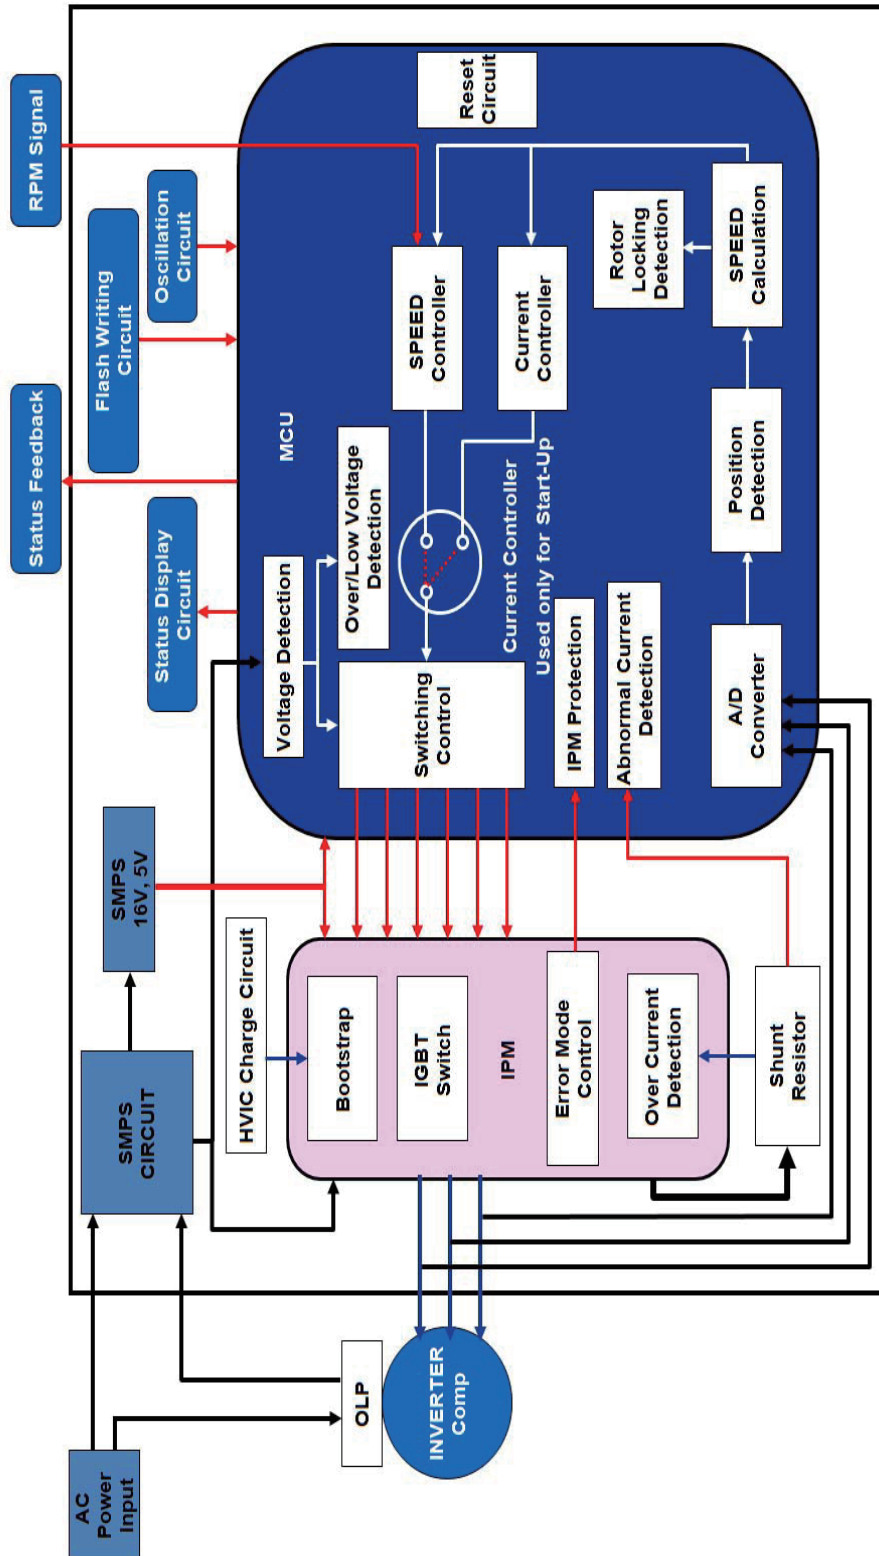 AC
Power
Input
OLP
INVERTER
Comp
SMPS
CIRCUIT
SMPS
16V, 5V
HVIC Charge Circuit
Bootstrap
IGBT
Switch
IPM
Error Mode
Control
Over Current
Detection
Shunt
Resistor
Status Display
Circuit
Status Feedback
Flash Writing
Circuit
Oscillation
Circuit
RPM Signal
MCU
Voltage Detection
Over/Low Voltage
Detection
Switching
Control
Current Controller
Used only for Start-Up
IPM Protection
Abnormal Current
Detection
A/D
Converter
Position
Detection
SPEED
Calculation
Rotor
Locking
Detection
SPEED
Controller
Current
Controller
Reset
Circuit